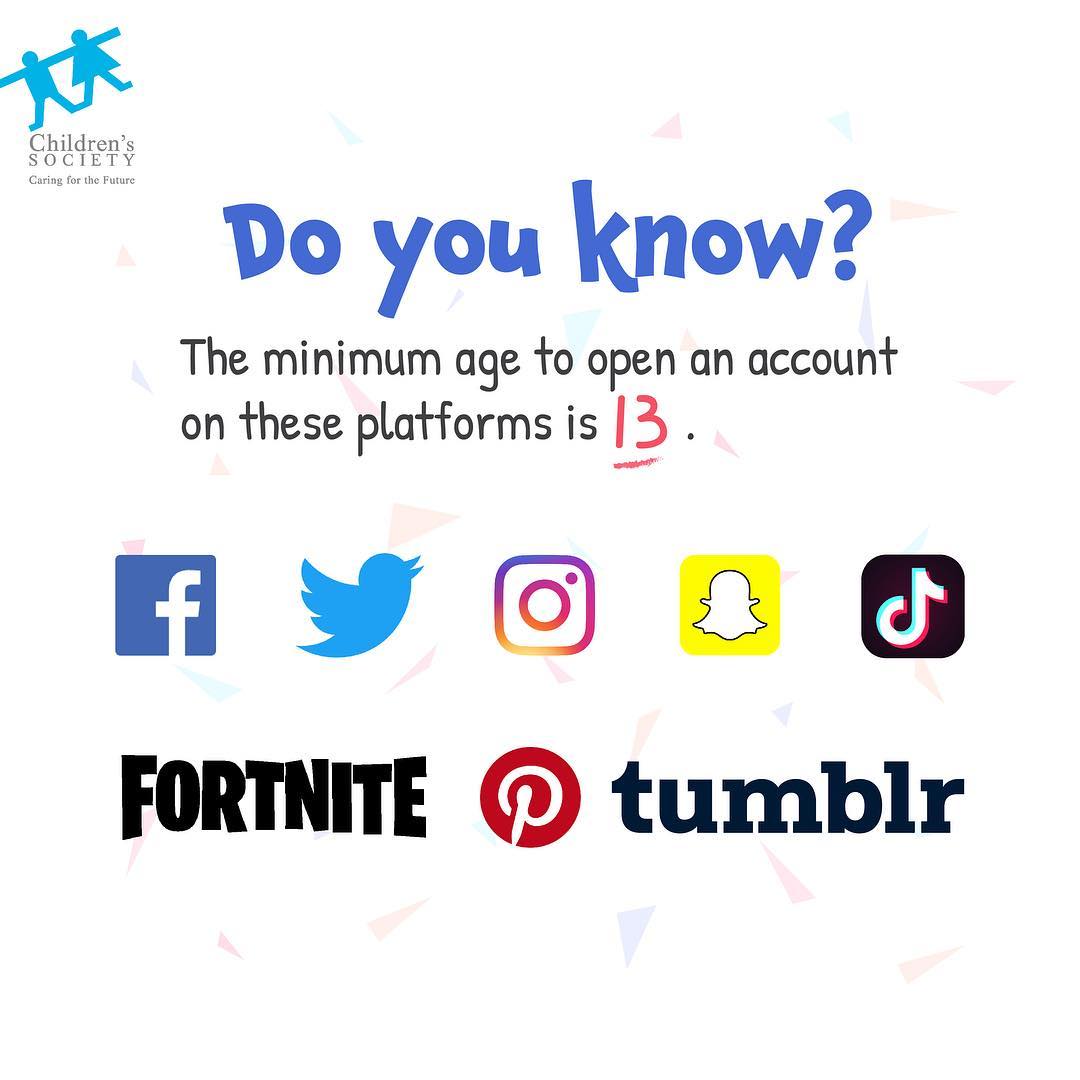 Children's
SOCIETY
Caring for the Future
Do you know?
The minimum age to open an account
on these platforms is 13 .
f
FORTNITE
tumblr